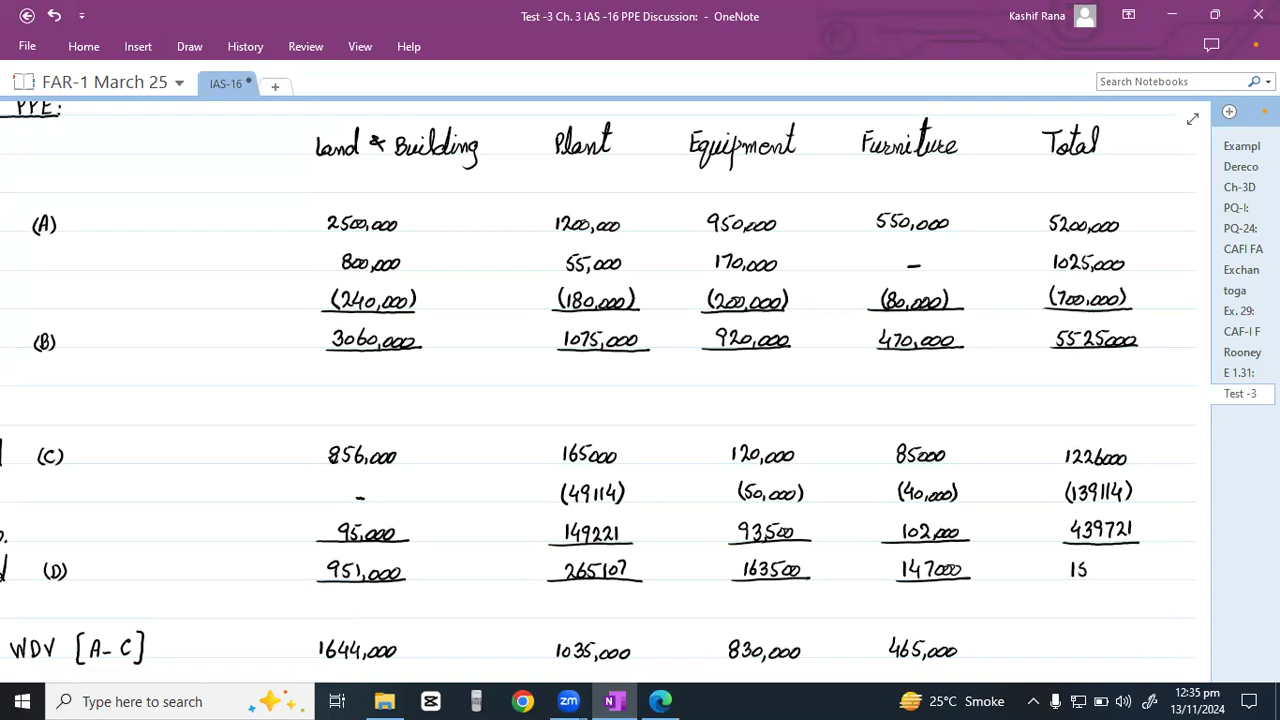 Test -3 Ch. 3 IAS -16 PPE Discussion: - OneNote
Kashif Rana
File Home Insert Draw History Review View Help
FAR-1 March 25
IAS-16
Search Notebooks
PPE:
Land & Building Plant Equipment Furniture Total
(A) 2500,000 1200,000 950,000 550,000 5200,000
800,000 55,000 170,000 - 1025,000
(240,000) (180,000) (200,000) (80,000) (700,000)
(B) 3060,000 1075,000 920,000 470,000 5525000
(C) 856,000 165000 120,000 85000 1226000
- (49114) (50,000) (40,000) (139114)
95,000 149221 93,500 102,000 439721
(D) 951,000 265107 163500 147000 15
WDV [A-C] 1644,000 1035,000 830,000 465,000
Exampl
Dereco
Ch-3D
PQ-I:
PQ-24:
CAFI FA
Exchan
toga
Ex. 29:
CAF-I F
Rooney
E 1.31:
Test -3
Type here to search
25°C Smoke
12:35 pm
13/11/2024